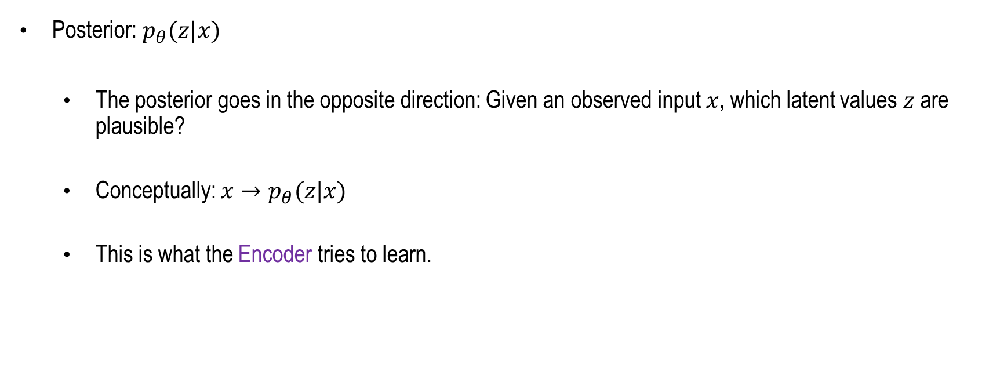 • Posterior: 𝑝𝜃(𝑧|𝑥)
• The posterior goes in the opposite direction: Given an observed input 𝑥, which latent values 𝑧 are
plausible?
• Conceptually: 𝑥 → 𝑝𝜃(𝑧|𝑥)
• This is what the Encoder tries to learn.